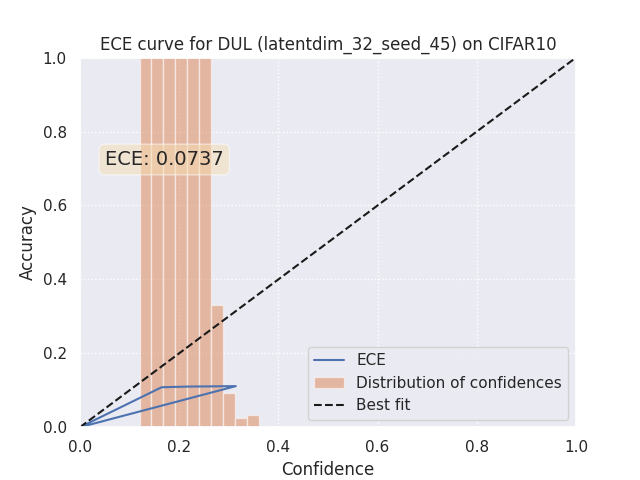 ECE curve for DUL (latentdim_32_seed_45) on CIFAR10
1.0
0.8
0.6
0.4
0.2
0.0
Accuracy
ECE: 0.0737
ECE
Distribution of confidences
Best fit
0.0 0.2 0.4 0.6 0.8 1.0
Confidence